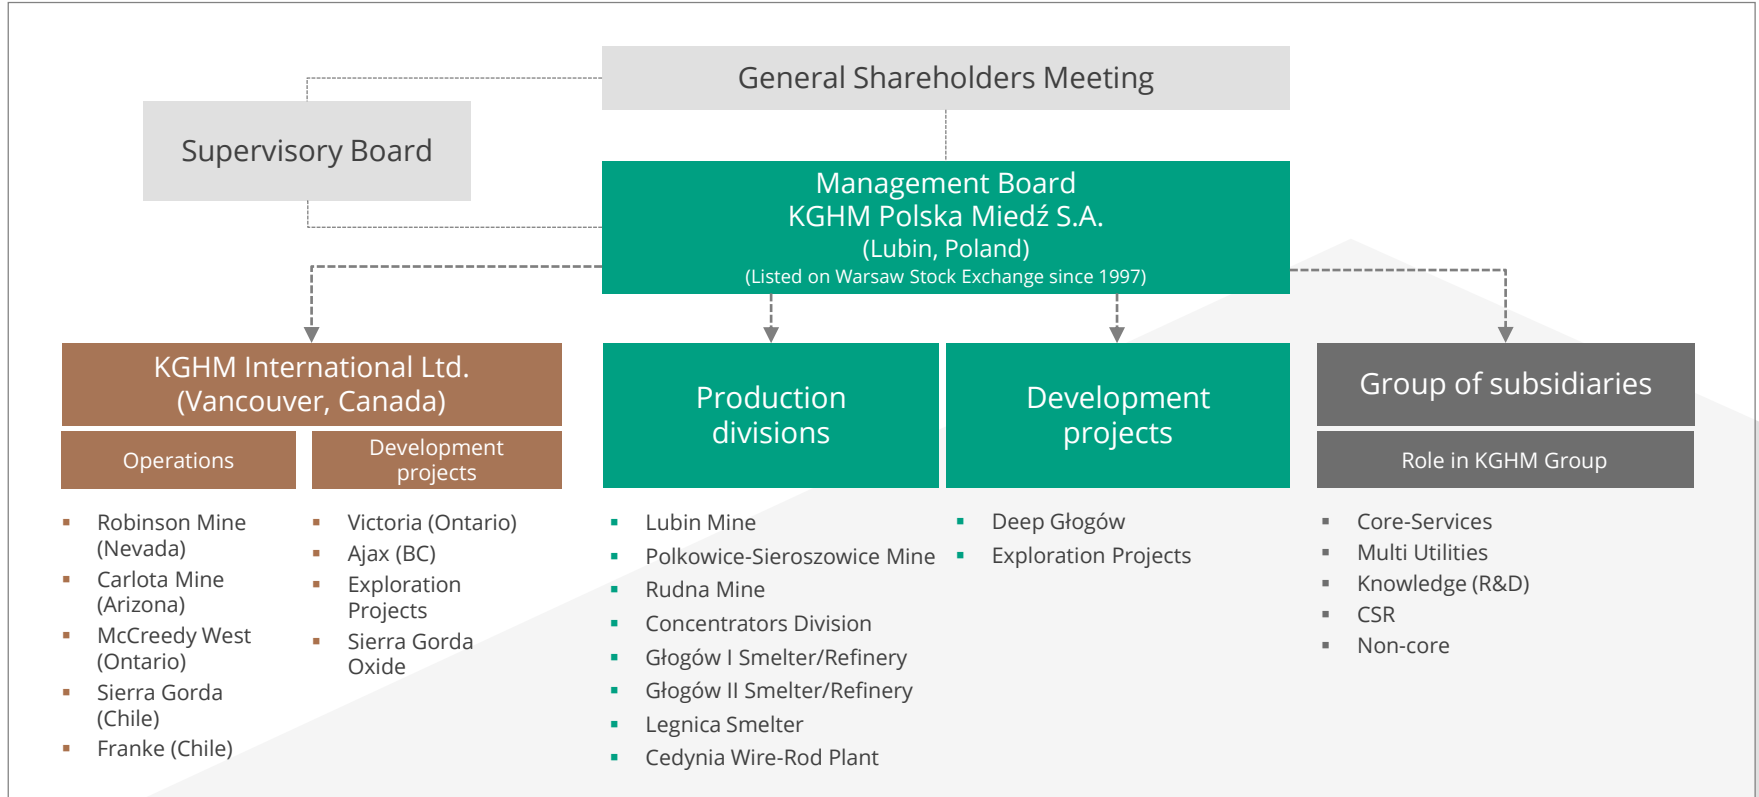 General Shareholders Meeting
Supervisory Board
Management Board
KGHM Polska Miedź S.A.
(Lubin, Poland)
(Listed on Warsaw Stock Exchange since 1997)
KGHM International Ltd.
(Vancouver, Canada)
Operations
Development
projects
▪ Robinson Mine
(Nevada)
▪ Carlota Mine
(Arizona)
▪ McCreedy West
(Ontario)
▪ Sierra Gorda
(Chile)
▪ Franke (Chile)
▪ Victoria (Ontario)
▪ Ajax (BC)
▪ Exploration
Projects
▪ Sierra Gorda
Oxide
Production
divisions
▪ Lubin Mine
▪ Polkowice-Sieroszowice Mine
▪ Rudna Mine
▪ Concentrators Division
▪ Głogów I Smelter/Refinery
▪ Głogów II Smelter/Refinery
▪ Legnica Smelter
▪ Cedynia Wire-Rod Plant
Development
projects
▪ Deep Głogów
▪ Exploration Projects
Group of subsidiaries
Role in KGHM Group
▪ Core-Services
▪ Multi Utilities
▪ Knowledge (R&D)
▪ CSR
▪ Non-core